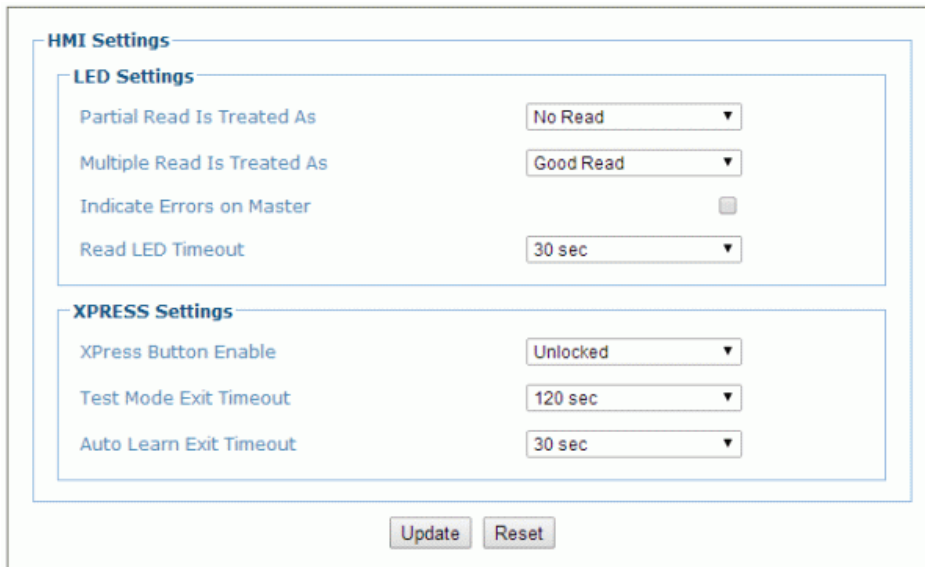 HMI Settings
LED Settings
Partial Read Is Treated As No Read
Multiple Read Is Treated As Good Read
Indicate Errors on Master
Read LED Timeout 30 sec
XPRESS Settings
XPress Button Enable Unlocked
Test Mode Exit Timeout 120 sec
Auto Learn Exit Timeout 30 sec
Update Reset